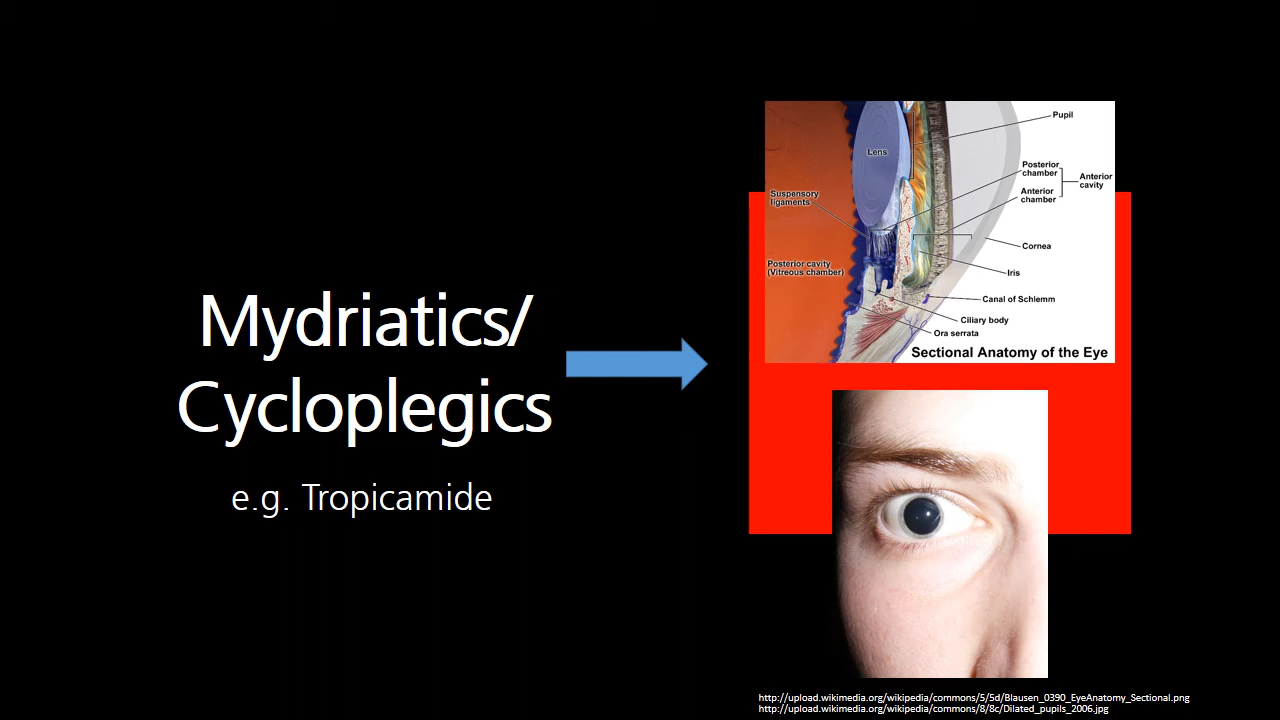 Mydriatics/
Cycloplegics
e.g. Tropicamide
Pupil
Lens
Posterior
chamber
Anterior
cavity
Anterior
chamber
Suspensory
ligaments
Cornea
Posterior cavity
(Vitreous chamber)
Iris
Canal of Schlemm
Ciliary body
Ora serrata
Sectional Anatomy of the Eye
http://upload.wikimedia.org/wikipedia/commons/5/5d/Blausen_0390_EyeAnatomy_Sectional.png
http://upload.wikimedia.org/wikipedia/commons/8/8c/Dilated_pupils_2006.jpg